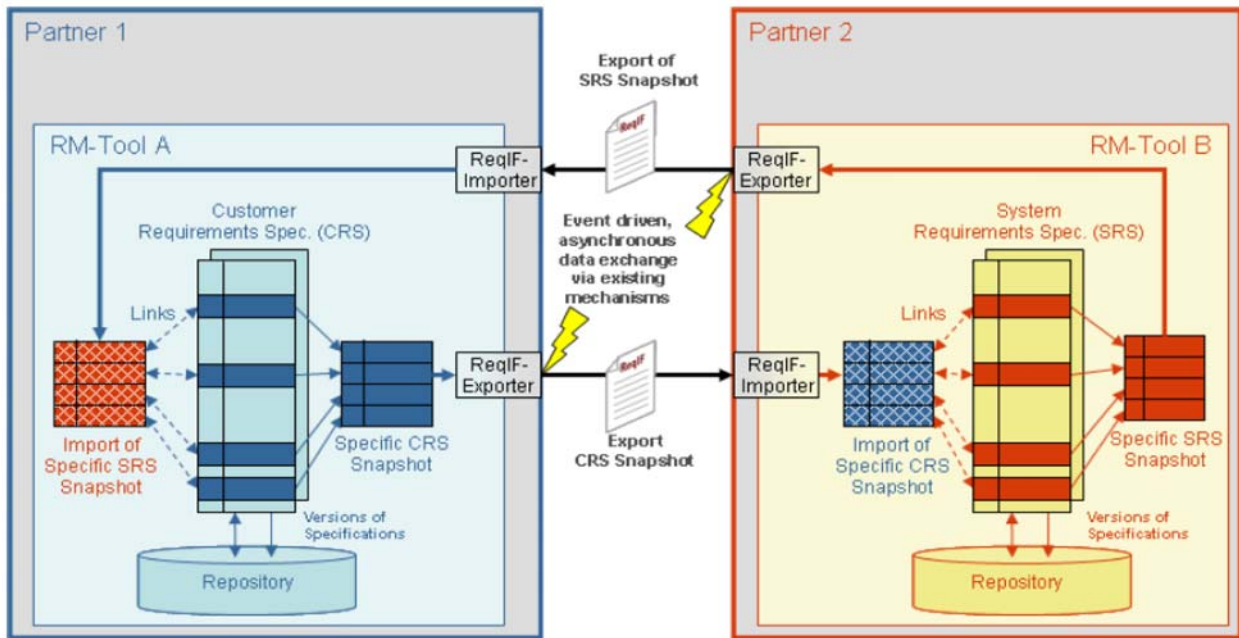 Partner 1
Export of
SRS Snapshot
Partner 2
ReqIF
RM-Tool A
RM-Tool B
ReqIF-
Importer
ReqIF-
Exporter
Customer
Requirements Spec. (CRS)
Event driven,
asynchronous
data exchange
via existing
mechanisms
System
Requirements Spec. (SRS)
Links
Links
ReqIF-
Exporter
ReqIF
ReqIF-
Importer
Import of
Specific SRS
Snapshot
Specific CRS
Snapshot
Export
CRS Snapshot
Import of
Specific CRS
Snapshot
Specific SRS
Snapshot
Versions of
Specifications
Versions of
Specifications
Repository
Repository